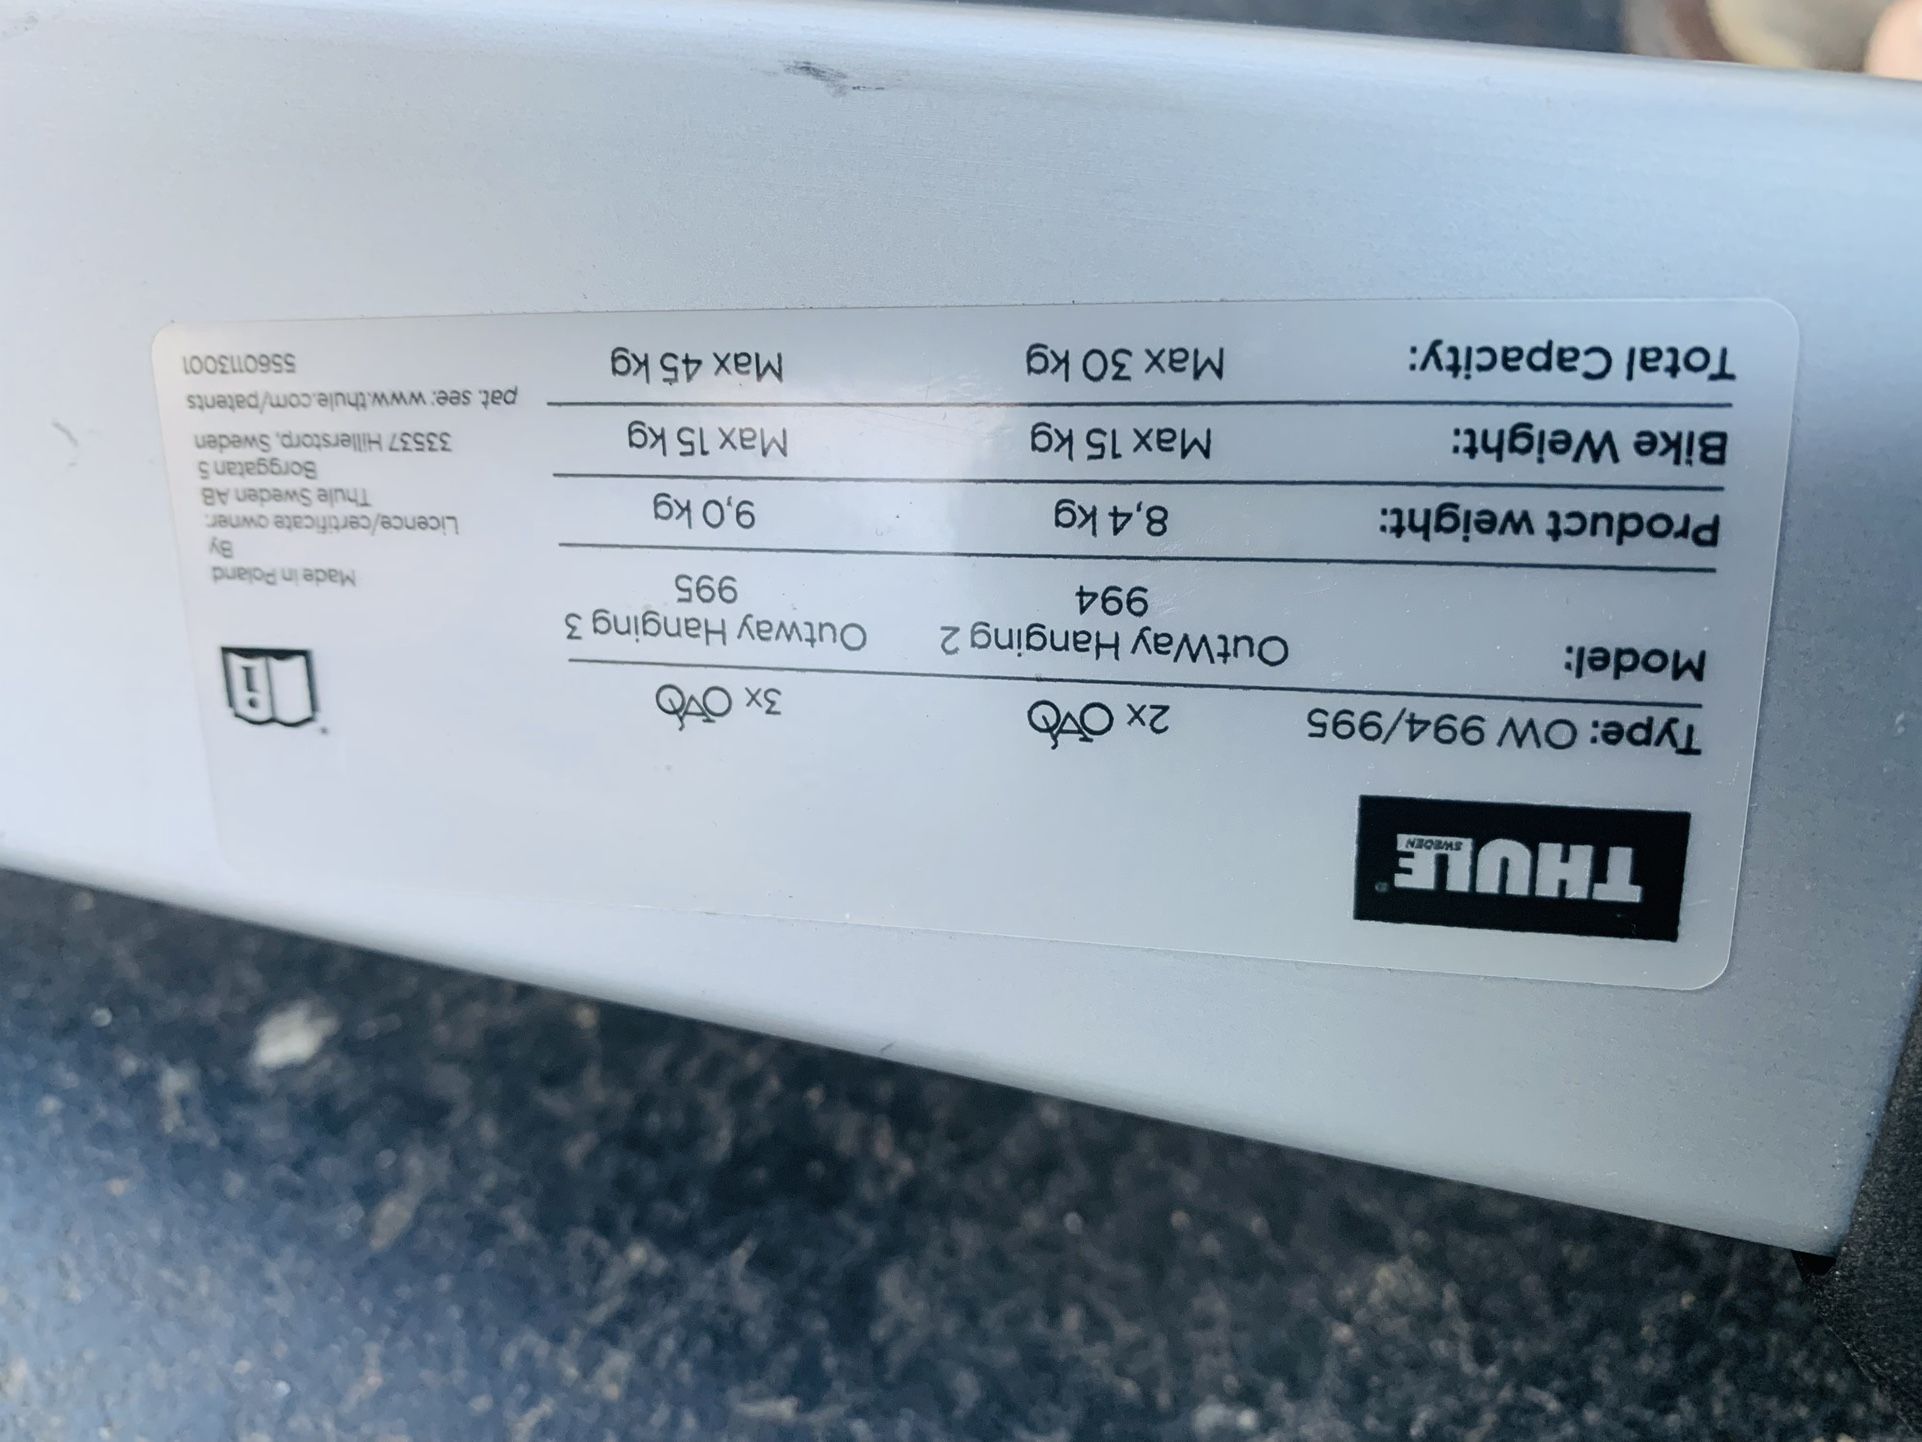 THULE
SWEDEN
Type: OW 994/995 2x 3x
Model: OutWay Hanging 2 Outway Hanging 3
994 995
Product weight: 8,4 kg 9,0 kg
Bike Weight: Max 15 kg Max 15 kg
Total Capacity: Max 30 kg Max 45 kg
Made in Poland
By
Licence/certificate owner:
Thule Sweden AB
Borggatan 5
33537 Hillerstorp, Sweden
pat. see: www.thule.com/patents
5560113001